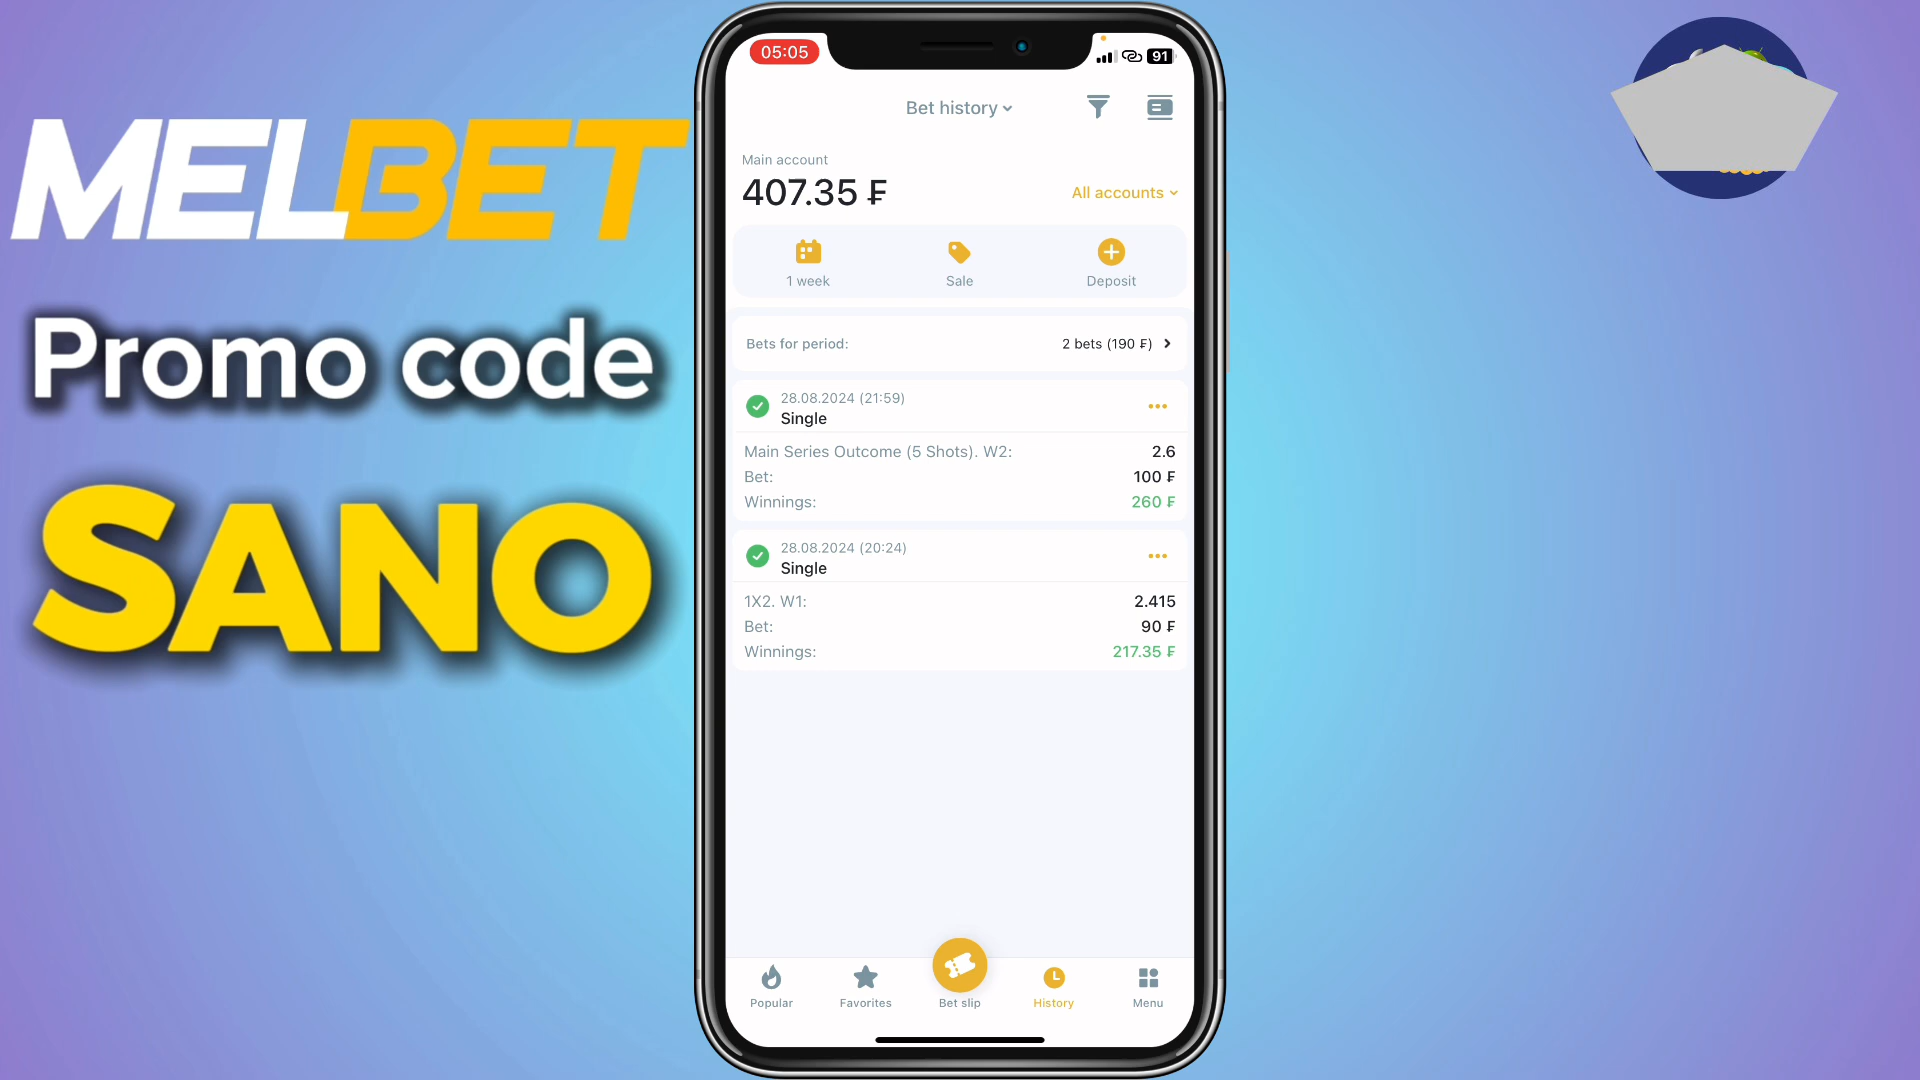 MELBET
Promo code
SANO
05:05
91
Bet history
Main account
407.35 ₣
All accounts
1 week
Sale
Deposit
Bets for period:
2 bets (190 ₣)
28.08.2024 (21:59)
Single
Main Series Outcome (5 Shots). W2:
2.6
Bet:
100 ₣
Winnings:
260 ₣
28.08.2024 (20:24)
Single
1X2. W1:
2.415
Bet:
90 ₣
Winnings:
217.35 ₣
Popular
Favorites
Bet slip
History
Menu